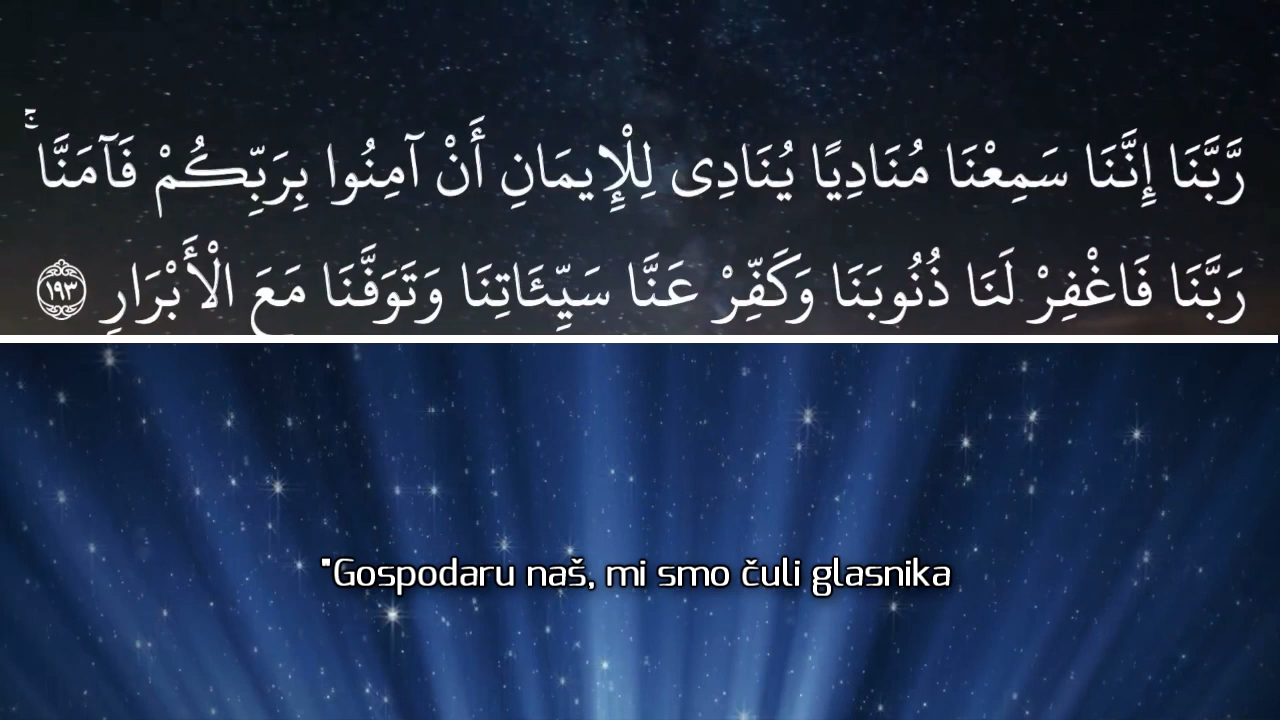 رَّبَّنَا إِنَّنَا سَمِعْنَا مُنَادِيًا يُنَادِى لِلْإِيمَانِ أَنْ آمِنُوا بِرَبِّكُمْ فَآمَنَّا ۚ
رَبَّنَا فَاغْفِرْ لَنَا ذُنُوبَنَا وَكَفِّرْ عَنَّا سَيِّئَاتِنَا وَتَوَفَّنَا مَعَ الْأَبْرَارِ ١٩٣
"Gospodaru naš, mi smo čuli glasnika